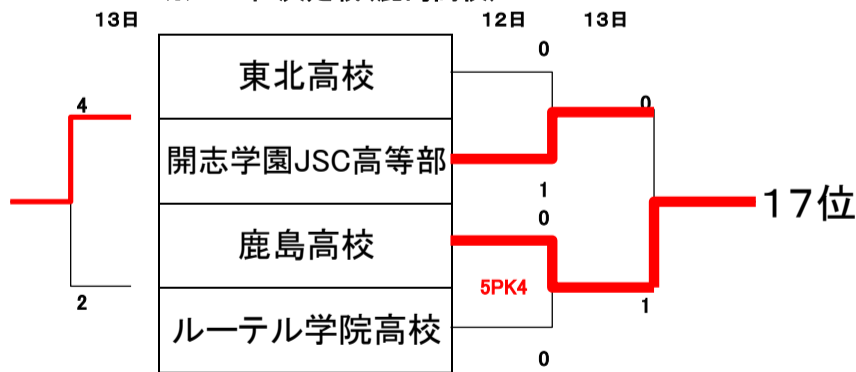 13日 12日 13日
0
東北高校
4 0
開志学園JSC高等部
1
0
17位
鹿島高校
5PK4
2 1
ルーテル学院高校
0